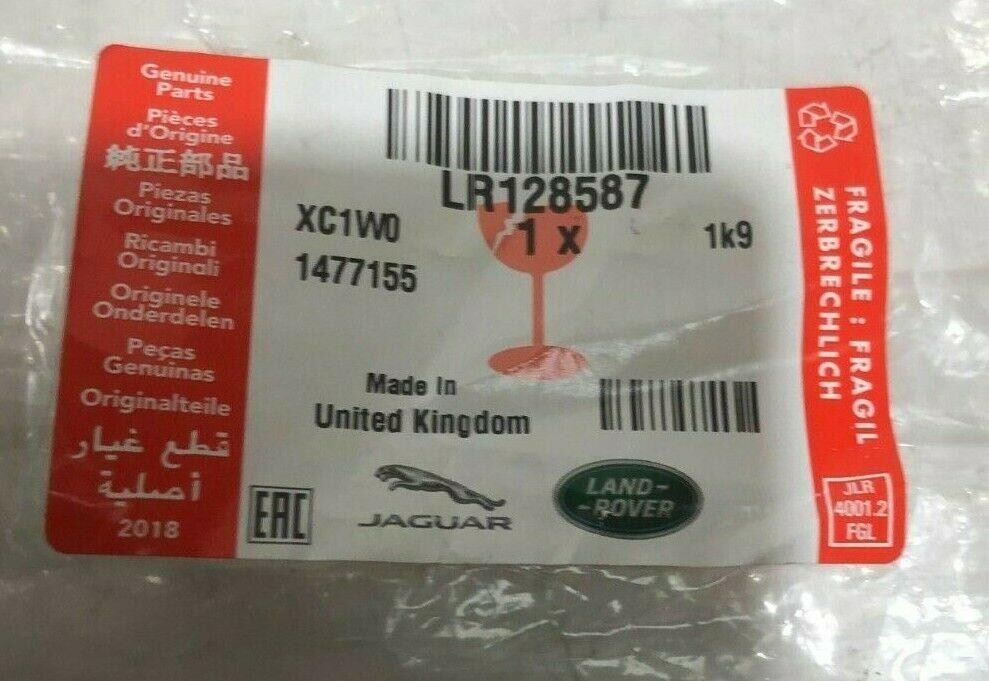 Genuine
Parts
Pièces
d'Origine
純正部品
Piezas
Originales
Ricambi
Originali
Originele
Onderdelen
Peças
Genuinas
Originalteile
قطع غيار
أصلية
2018
LR128587
XC1W0
1 x
1k9
1477155
Made In
United Kingdom
EAC
JAGUAR
LAND-
-ROVER
FRAGILE : FRAGIL
ZERBRECHLICH
JLR
4001.2
FGL